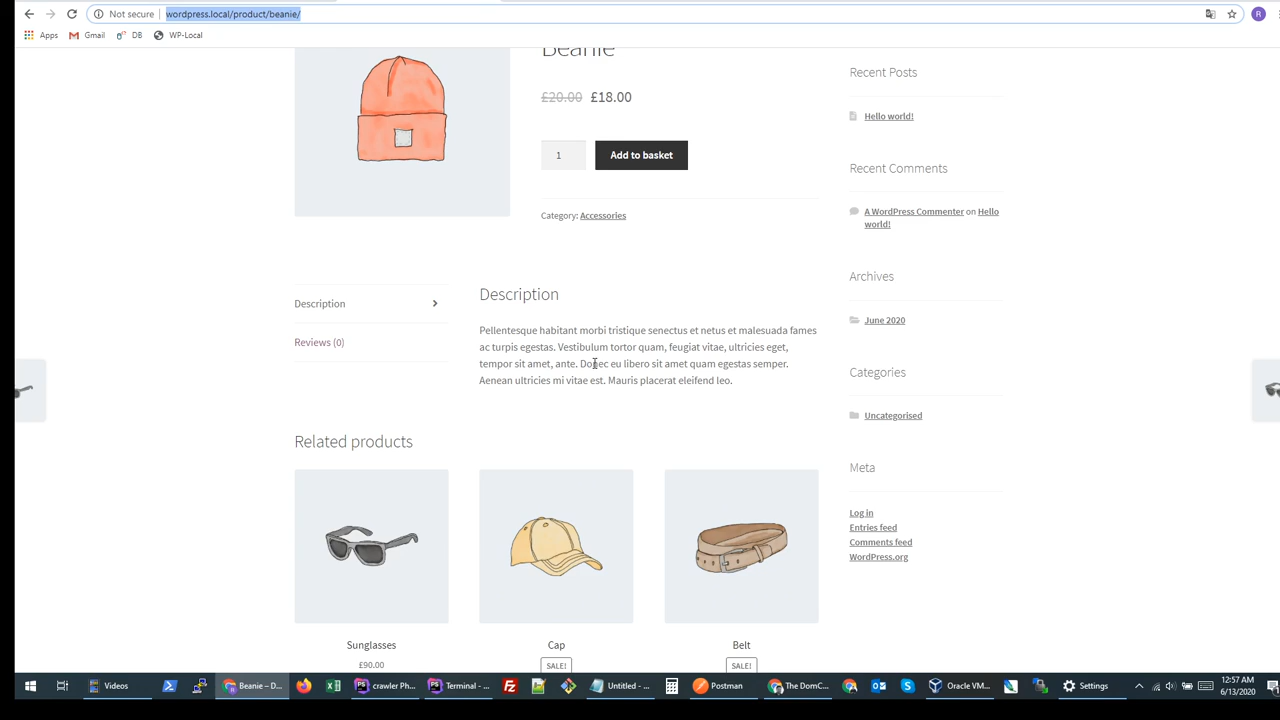 Not secure
wordpress.local/product/beanie/
R
Apps
Gmail
DB
WP-Local
Beanie
£20.00 £18.00
1
Add to basket
Category: Accessories
Description
Reviews (0)
Description
Pellentesque habitant morbi tristique senectus et netus et malesuada fames
ac turpis egestas. Vestibulum tortor quam, feugiat vitae, ultricies eget,
tempor sit amet, ante. Donec eu libero sit amet quam egestas semper.
Aenean ultricies mi vitae est. Mauris placerat eleifend leo.
Related products
Sunglasses
£90.00
Cap
SALE!
Belt
SALE!
Recent Posts
Hello world!
Recent Comments
A WordPress Commenter on Hello
world!
Archives
June 2020
Categories
Uncategorised
Meta
Log in
Entries feed
Comments feed
WordPress.org
Videos
Beanie – D...
crawler Ph...
Terminal - ...
Untitled - ...
Postman
The DomC...
Oracle VM...
Settings
12:57 AM
6/13/2020